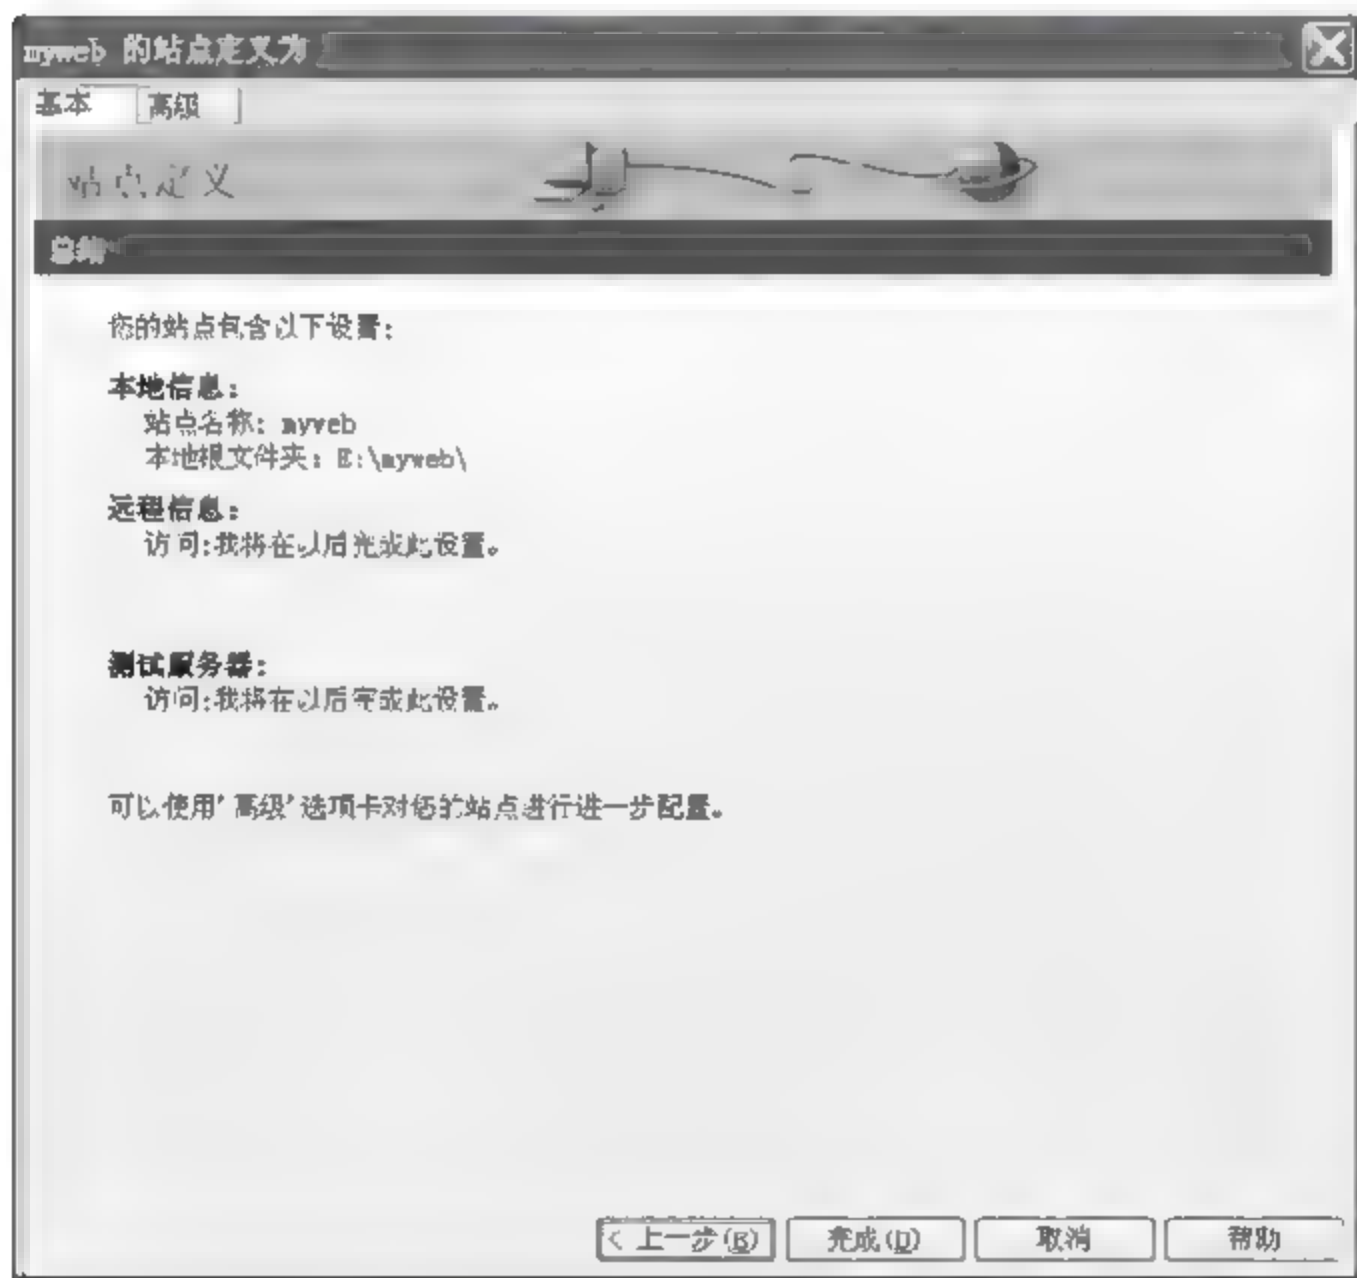 myweb 的站点定义为
基本 高级
站点定义
总结
您的站点包含以下设置:
本地信息:
站点名称: myweb
本地根文件夹: E:\myweb\
远程信息:
访问:我将在以后完成此设置。
测试服务器:
访问:我将在以后完成此设置。
可以使用'高级'选项卡对您的站点进行进一步配置。
< 上一步(B) 完成(D) 取消 帮助